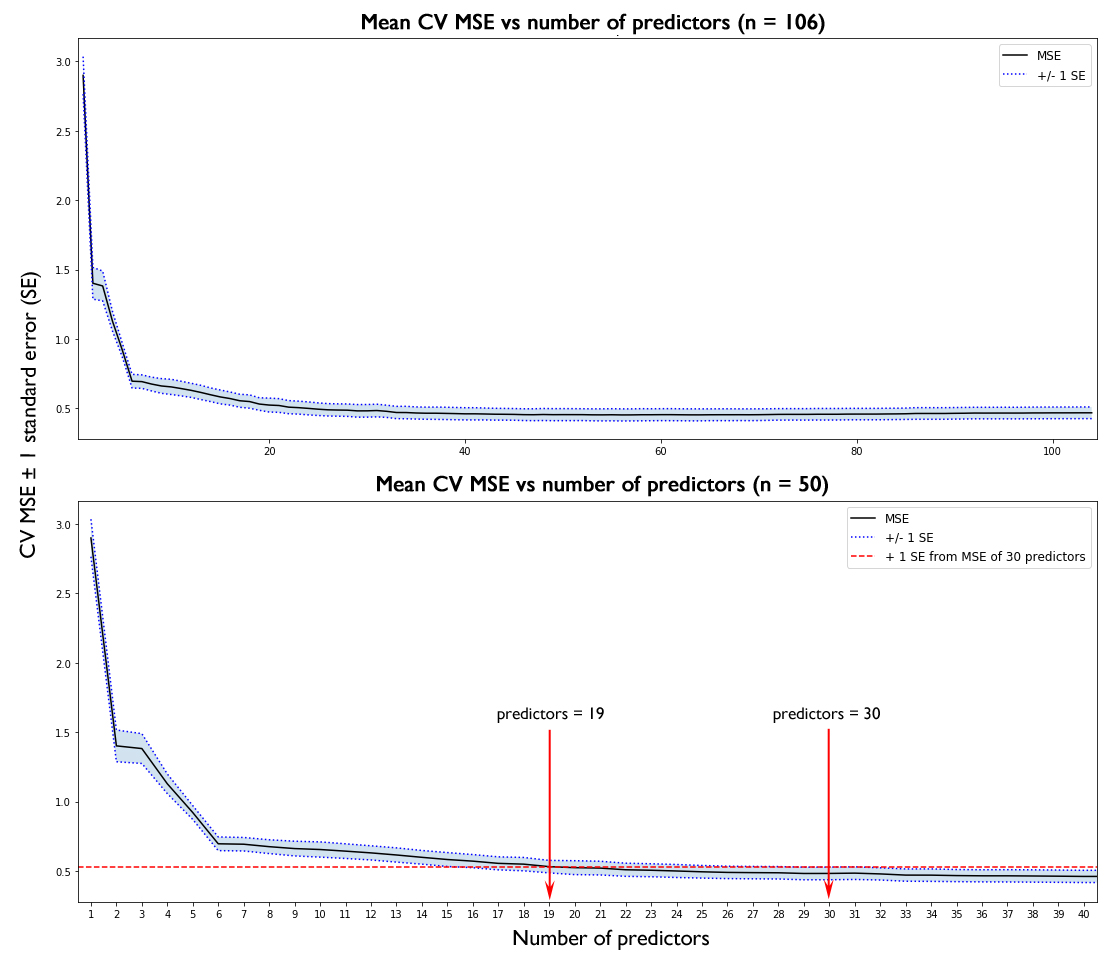 Mean CV MSE vs number of predictors (n = 106)
MSE
+/- 1 SE
3.0
2.5
2.0
1.5
1.0
0.5
20 40 60 80 100
CV MSE ± 1 standard error (SE)
Mean CV MSE vs number of predictors (n = 50)
MSE
+/- 1 SE
+ 1 SE from MSE of 30 predictors
3.0
2.5
2.0
1.5
1.0
0.5
predictors = 19 predictors = 30
1 2 3 4 5 6 7 8 9 10 11 12 13 14 15 16 17 18 19 20 21 22 23 24 25 26 27 28 29 30 31 32 33 34 35 36 37 38 39 40
Number of predictors